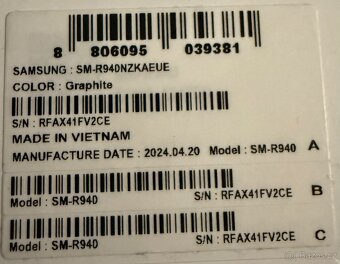 8 806095 039381
SAMSUNG : SM-R940NZKAEUE
COLOR : Graphite
S/N : RFAX41FV2CE
MADE IN VIETNAM
MANUFACTURE DATE : 2024.04.20 Model : SM-R940 A
Model : SM-R940 S/N : RFAX41FV2CE B
Model : SM-R940 S/N : RFAX41FV2CE C